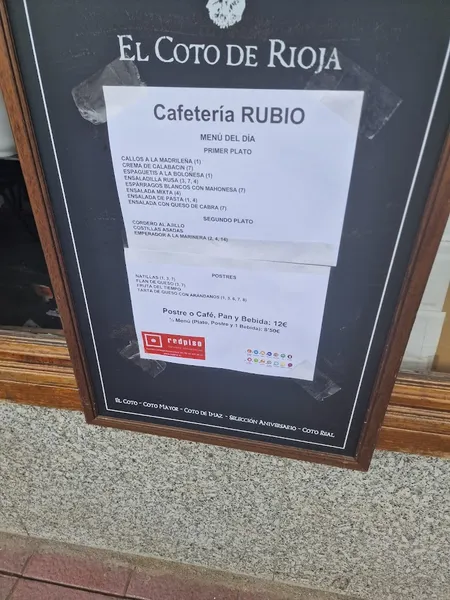 EL COTO DE RIOJA
Cafetería RUBIO
MENÚ DEL DÍA
PRIMER PLATO
CALLOS A LA MADRILEÑA (1)
CREMA DE CALABACIN (7)
ESPAGUETIS A LA BOLOÑESA (1)
ENSALADILLA RUSA (3, 7, 4)
ESPÁRRAGOS BLANCOS CON MAHONESA (7)
ENSALADA MIXTA (4)
ENSALADA DE PASTA (1, 4)
ENSALADA CON QUESO DE CABRA (7)
SEGUNDO PLATO
CORDERO AL AJILLO
COSTILLAS ASADAS
EMPERADOR A LA MARINERA (2, 4, 14)
POSTRES
NATILLAS (1, 3, 7)
FLAN DE QUESO (3, 7)
FRUTA DEL TIEMPO
TARTA DE QUESO CON ARANDANOS (1, 3, 6, 7, 8)
Postre o Café, Pan y Bebida; 12€
½ Menú (Plato, Postre y 1 Bebida); 9'50€
redpiso
EL COTO - COTO MAYOR - COTO DE IMAZ - SELECCIÓN ANIVERSARIO - COTO REAL